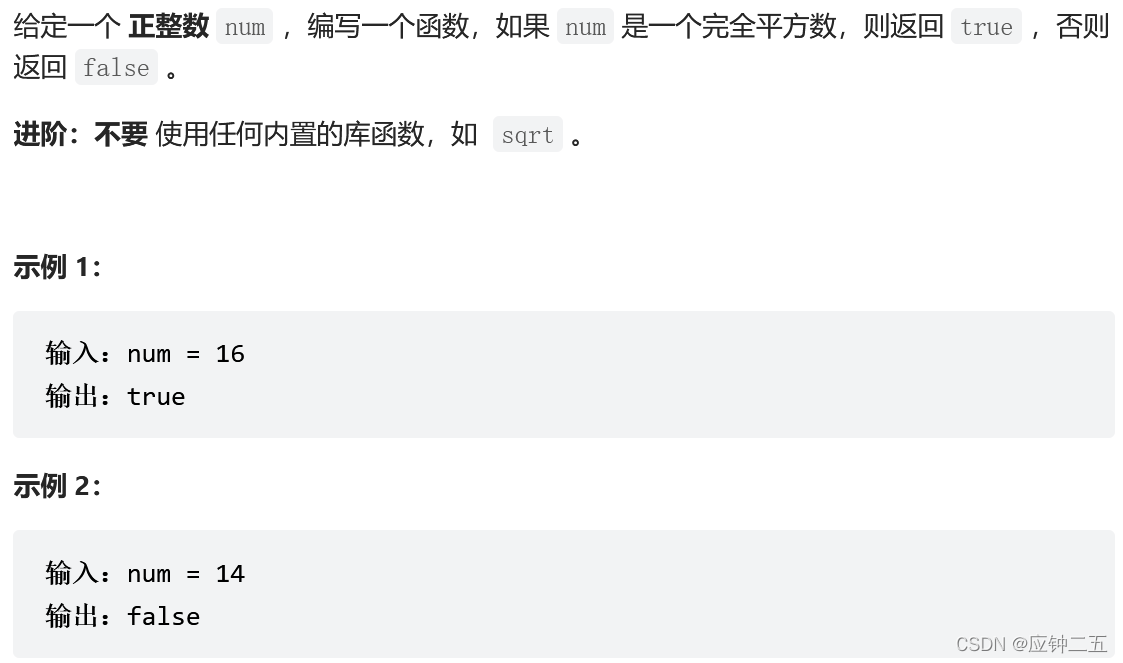 给定一个 正整数 num ，编写一个函数，如果 num 是一个完全平方数，则返回 true ，否则
返回 false 。
进阶：不要 使用任何内置的库函数，如 sqrt 。
示例 1：
输入：num = 16
输出：true
示例 2：
输入：num = 14
输出：false
CSDN @应钟二五